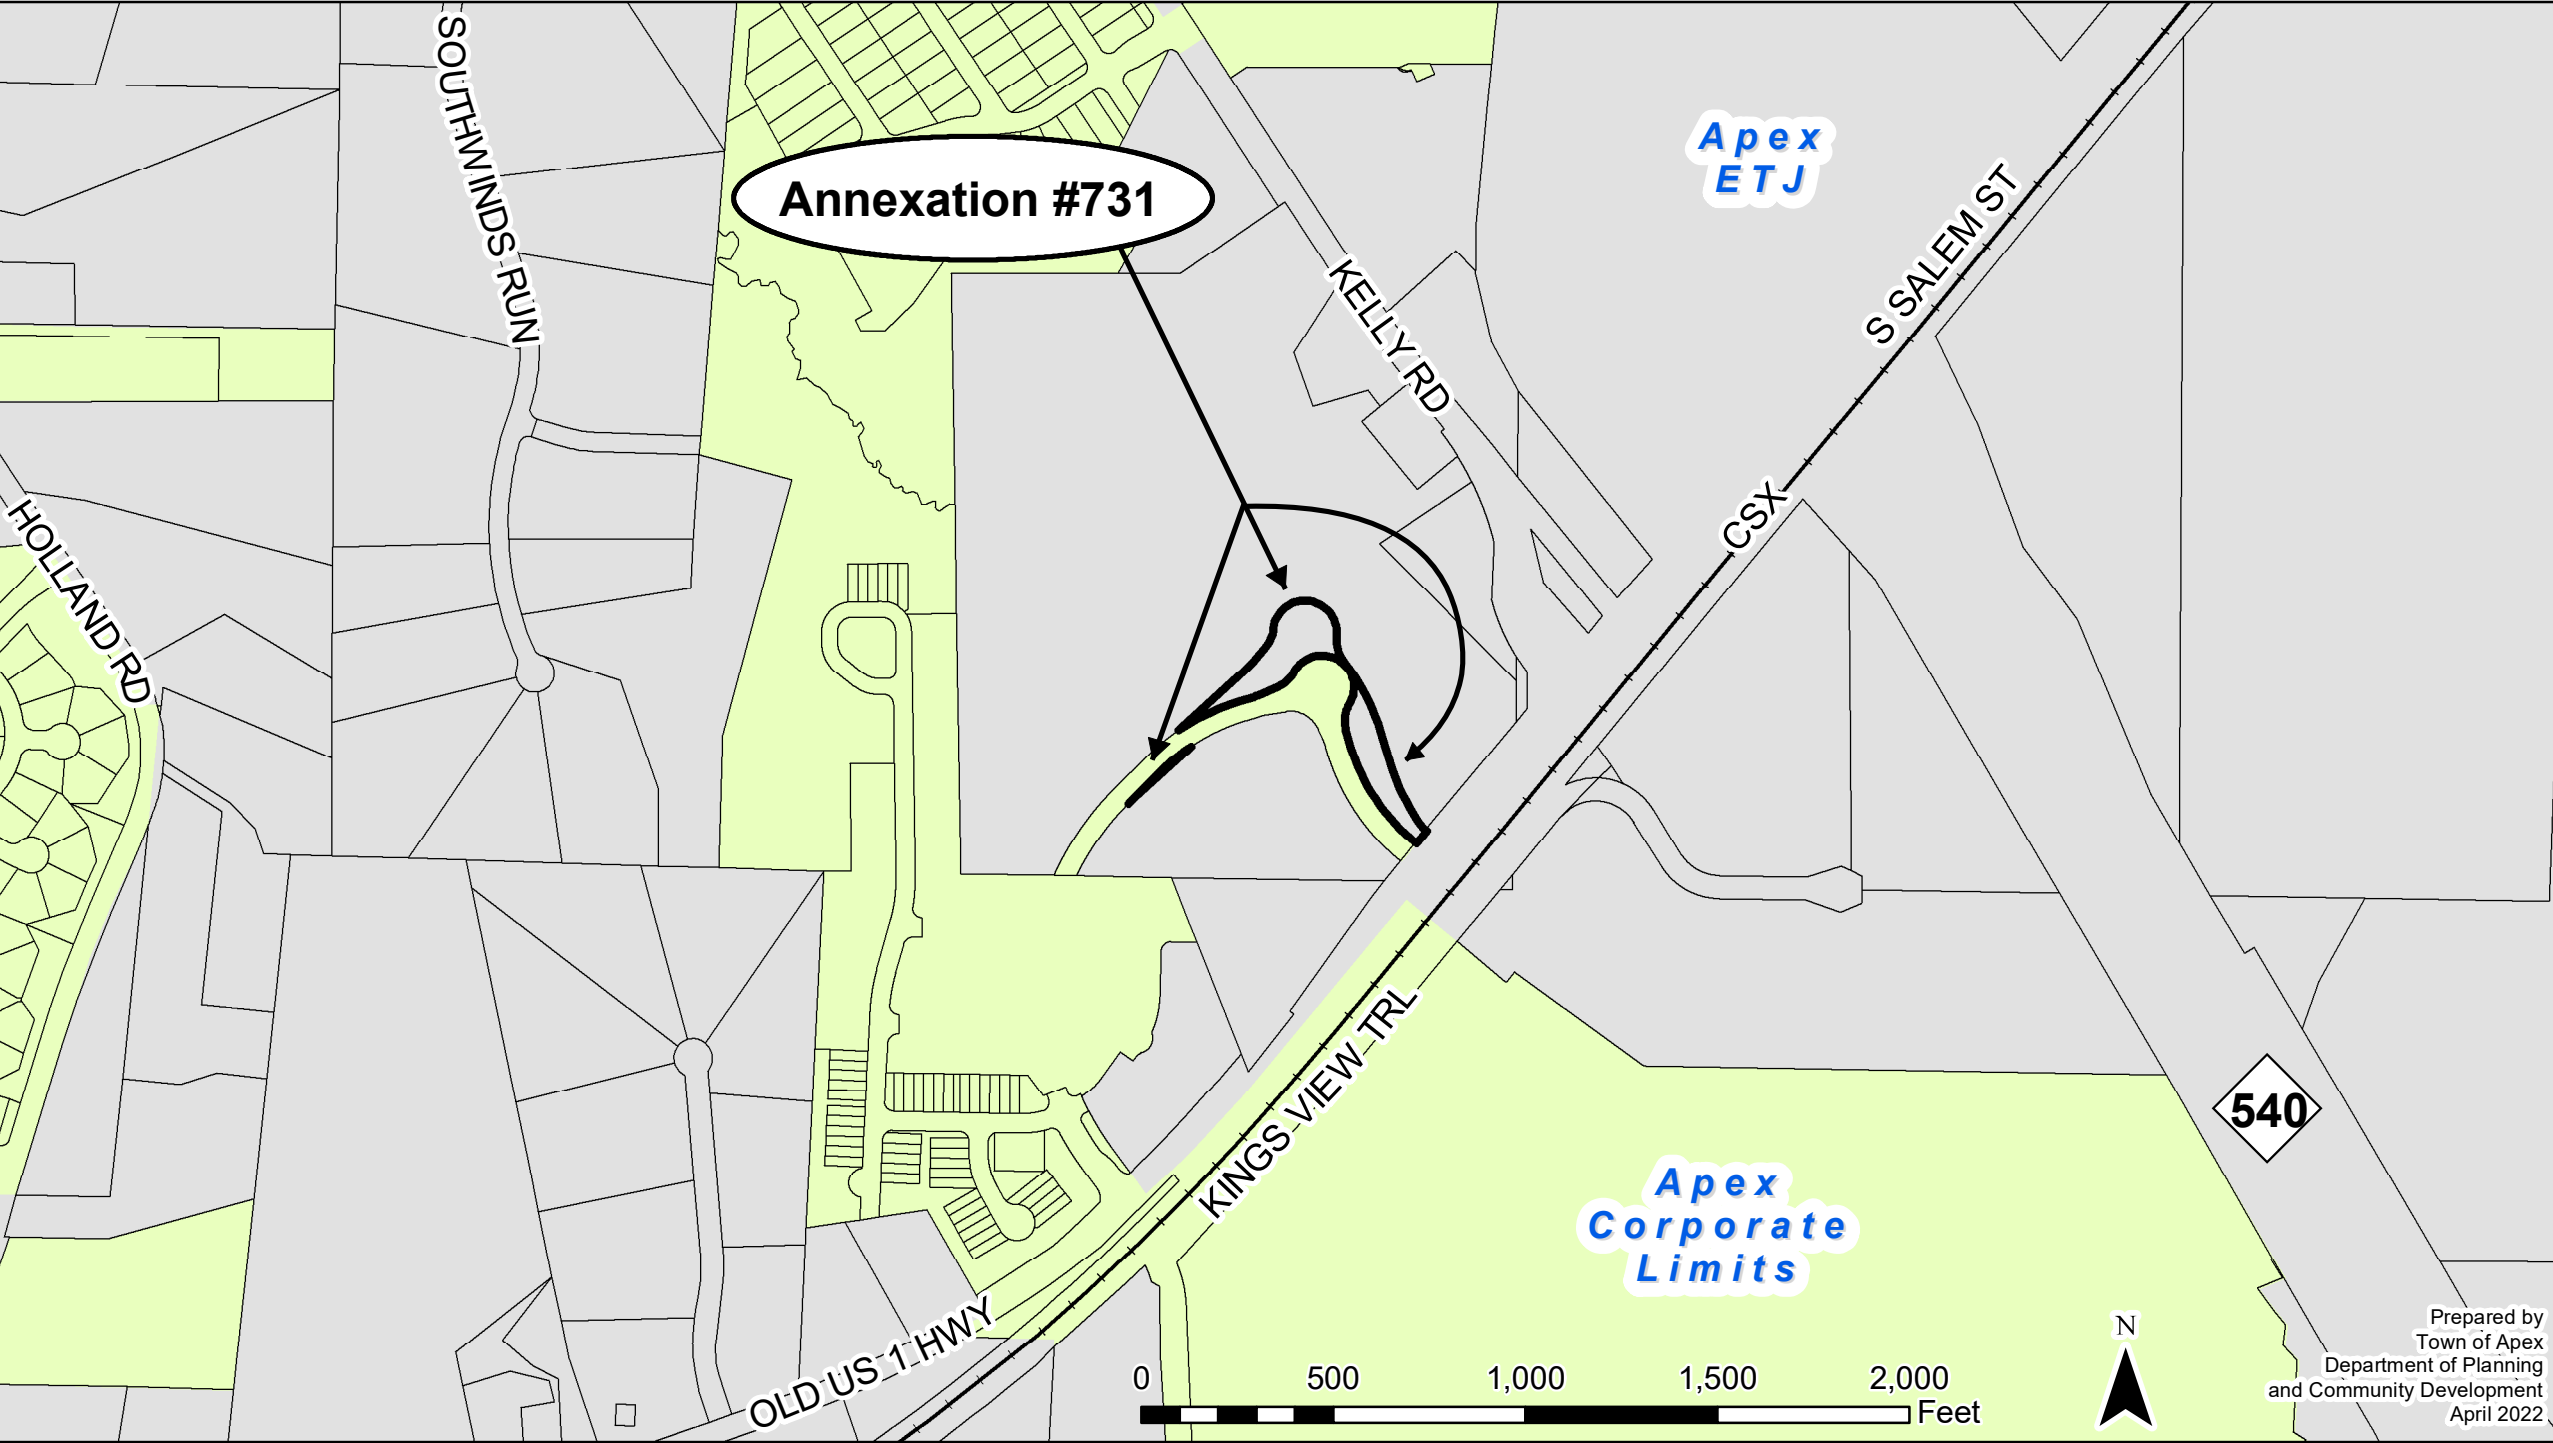 SOUTHWINDS RUN
Apex
ETJ
Annexation #731
S SALEM ST
KELLY RD
CSX
HOLLAND RD
KINGS VIEW TRL
540
Apex
Corporate
Limits
OLD US 1 HWY
N
Prepared by
Town of Apex
Department of Planning
and Community Development
April 2022
0 500 1,000 1,500 2,000
Feet